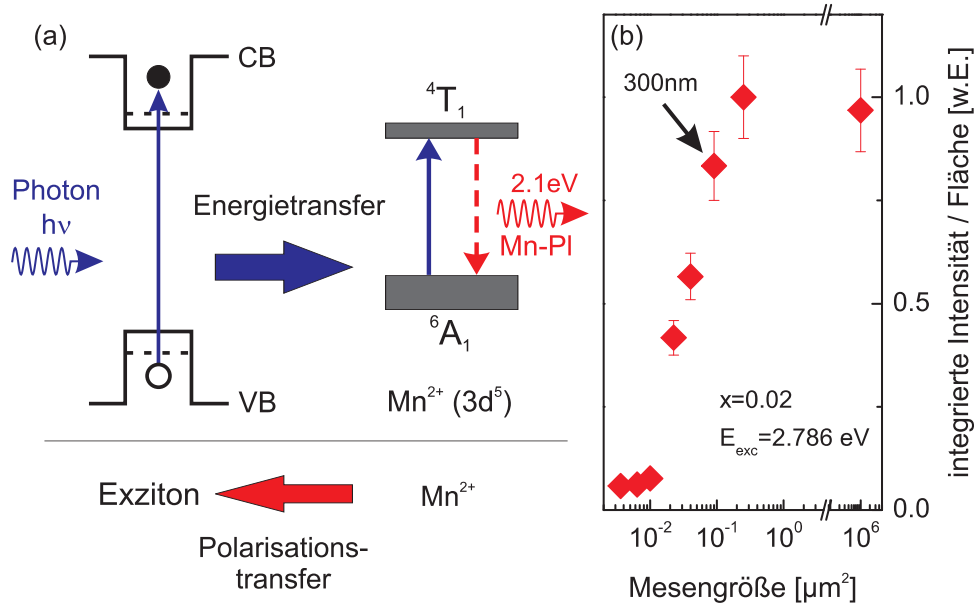 (a)
CB
Photon
hν
VB
Energietransfer
⁴T₁
⁶A₁
2.1eV
Mn-Pl
Mn²⁺ (3d⁵)
Exziton
Mn²⁺
Polarisations-
transfer
(b)
300nm
x=0.02
E_exc=2.786 eV
1.0
0.5
0.0
integrierte Intensität / Fläche [w.E.]
10⁻² 10⁻¹ 10⁰ 10⁶
Mesengröße [µm²]